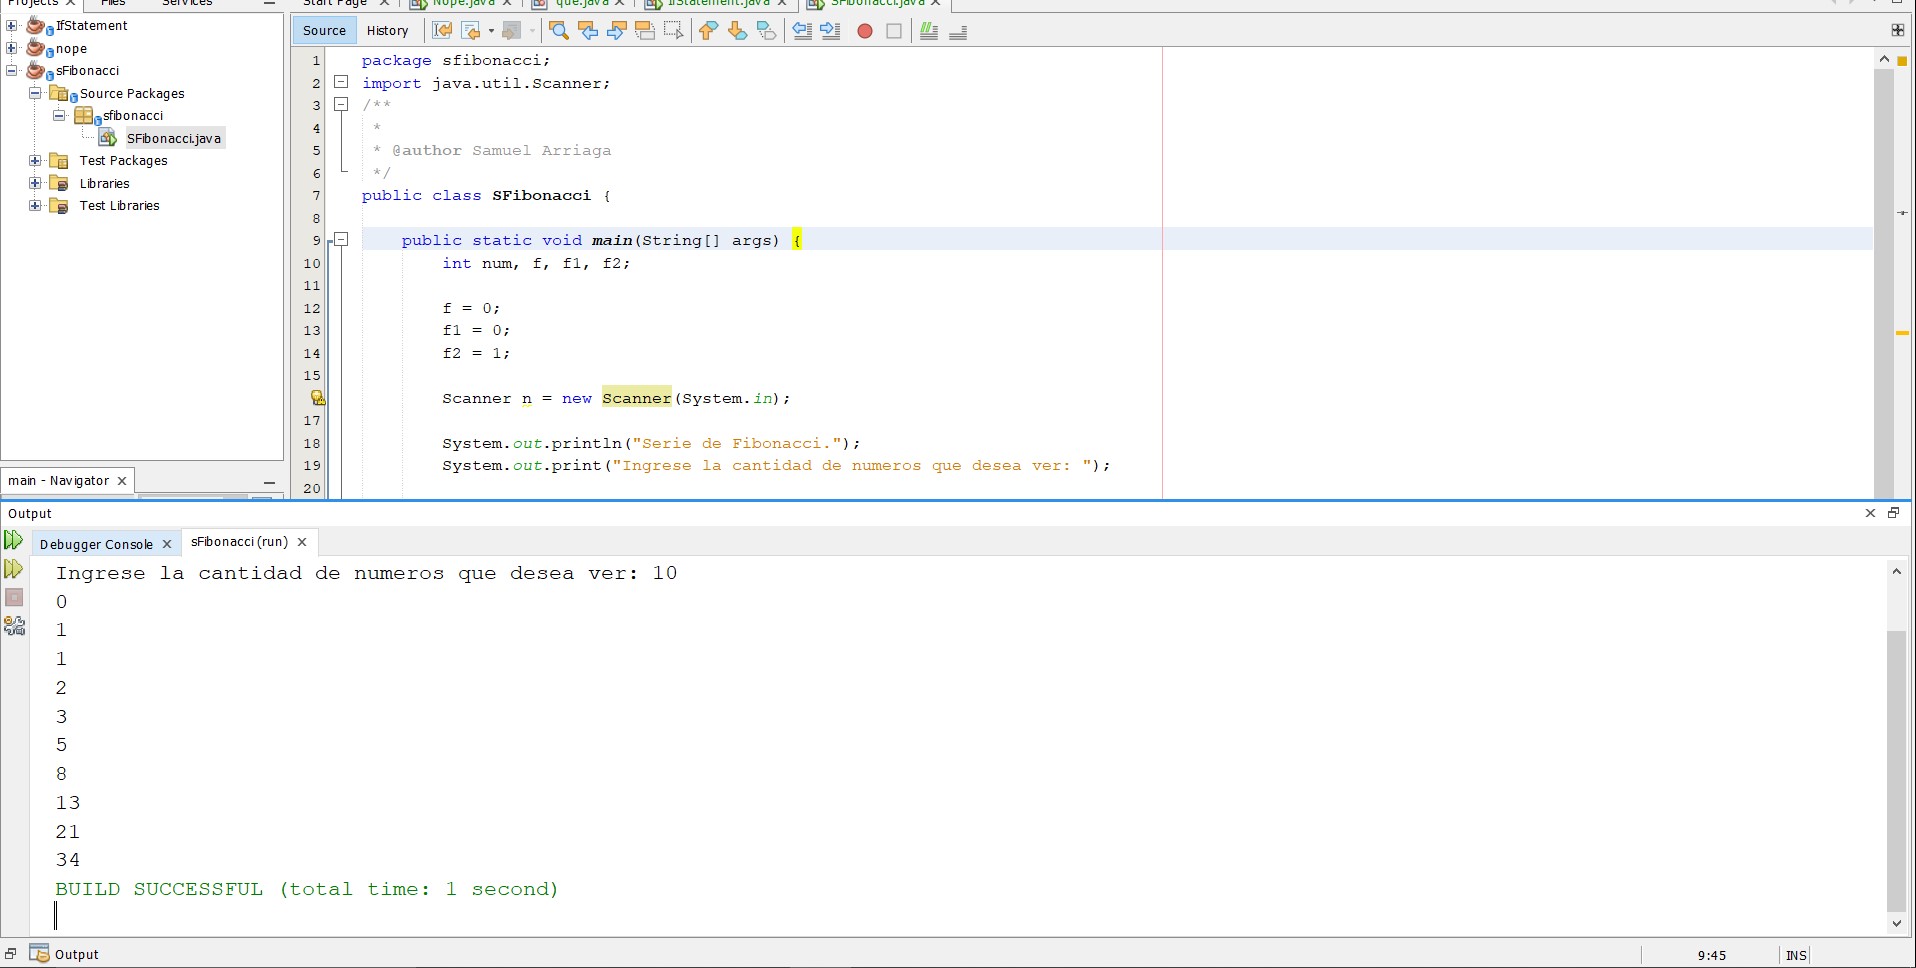 Projects Files Services
IfStatement
nope
sFibonacci
Source Packages
sfibonacci
SFibonacci.java
Test Packages
Libraries
Test Libraries
main - Navigator
Start Page Nope.java que.java IfStatement.java SFibonacci.java
Source History
1 package sfibonacci;
2 import java.util.Scanner;
3 /**
4 *
5 * @author Samuel Arriaga
6 */
7 public class SFibonacci {
8
9 public static void main(String[] args) {
10 int num, f, f1, f2;
11
12 f = 0;
13 f1 = 0;
14 f2 = 1;
15
Scanner n = new Scanner(System.in);
17
18 System.out.println("Serie de Fibonacci.");
19 System.out.print("Ingrese la cantidad de numeros que desea ver: ");
20
Output
Debugger Console sFibonacci (run)
Ingrese la cantidad de numeros que desea ver: 10
0
1
1
2
3
5
8
13
21
34
BUILD SUCCESSFUL (total time: 1 second)
Output 9:45 INS